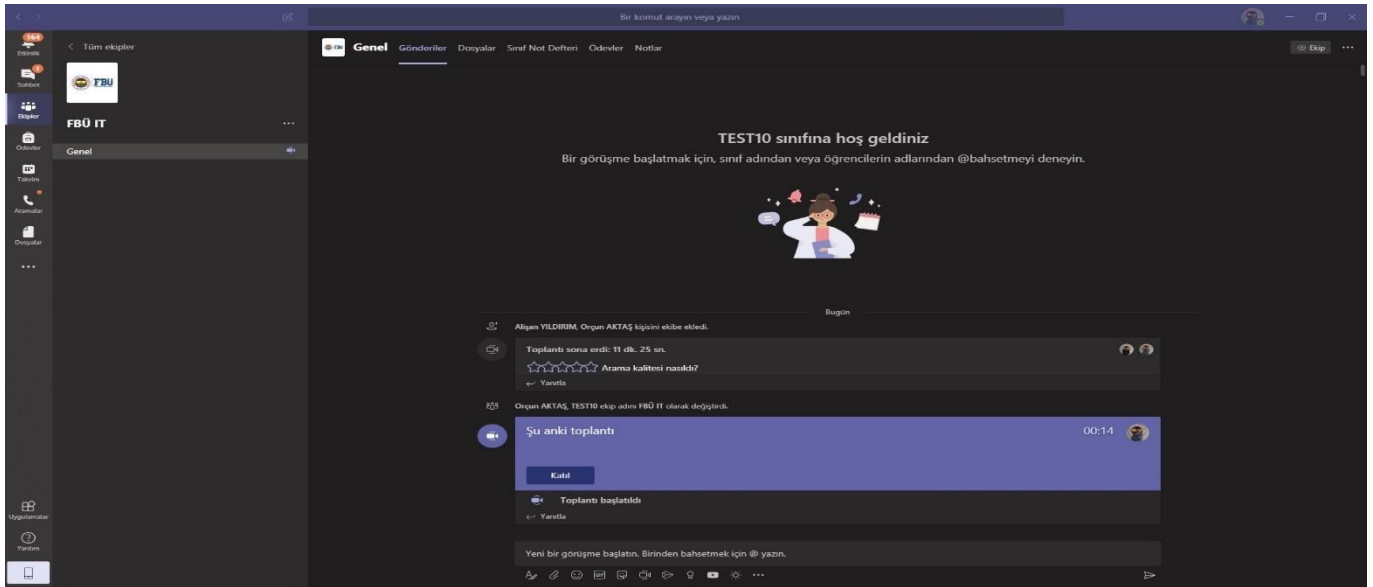 Bir komut arayın veya yazın
164
Etkinlik
1
Sohbet
Ekipler
Ödevler
Takvim
Aramalar
Dosyalar
Uygulamalar
Yardım
Tüm ekipler
FBU
FBÜ IT
Genel
Genel Gönderiler Dosyalar Sınıf Not Defteri Ödevler Notlar
Ekip
TEST10 sınıfına hoş geldiniz
Bir görüşme başlatmak için, sınıf adından veya öğrencilerin adlarından @bahsetmeyi deneyin.
Bugün
Alişan YILDIRIM, Orçun AKTAŞ kişisini ekibe ekledi.
Toplantı sona erdi: 11 dk. 25 sn.
Arama kalitesi nasıldı?
Yanıtla
Orçun AKTAŞ, TEST10 ekip adını FBÜ IT olarak değiştirdi.
Şu anki toplantı 00:14
Katıl
Toplantı başlatıldı
Yanıtla
Yeni bir görüşme başlatın. Birinden bahsetmek için @ yazın.